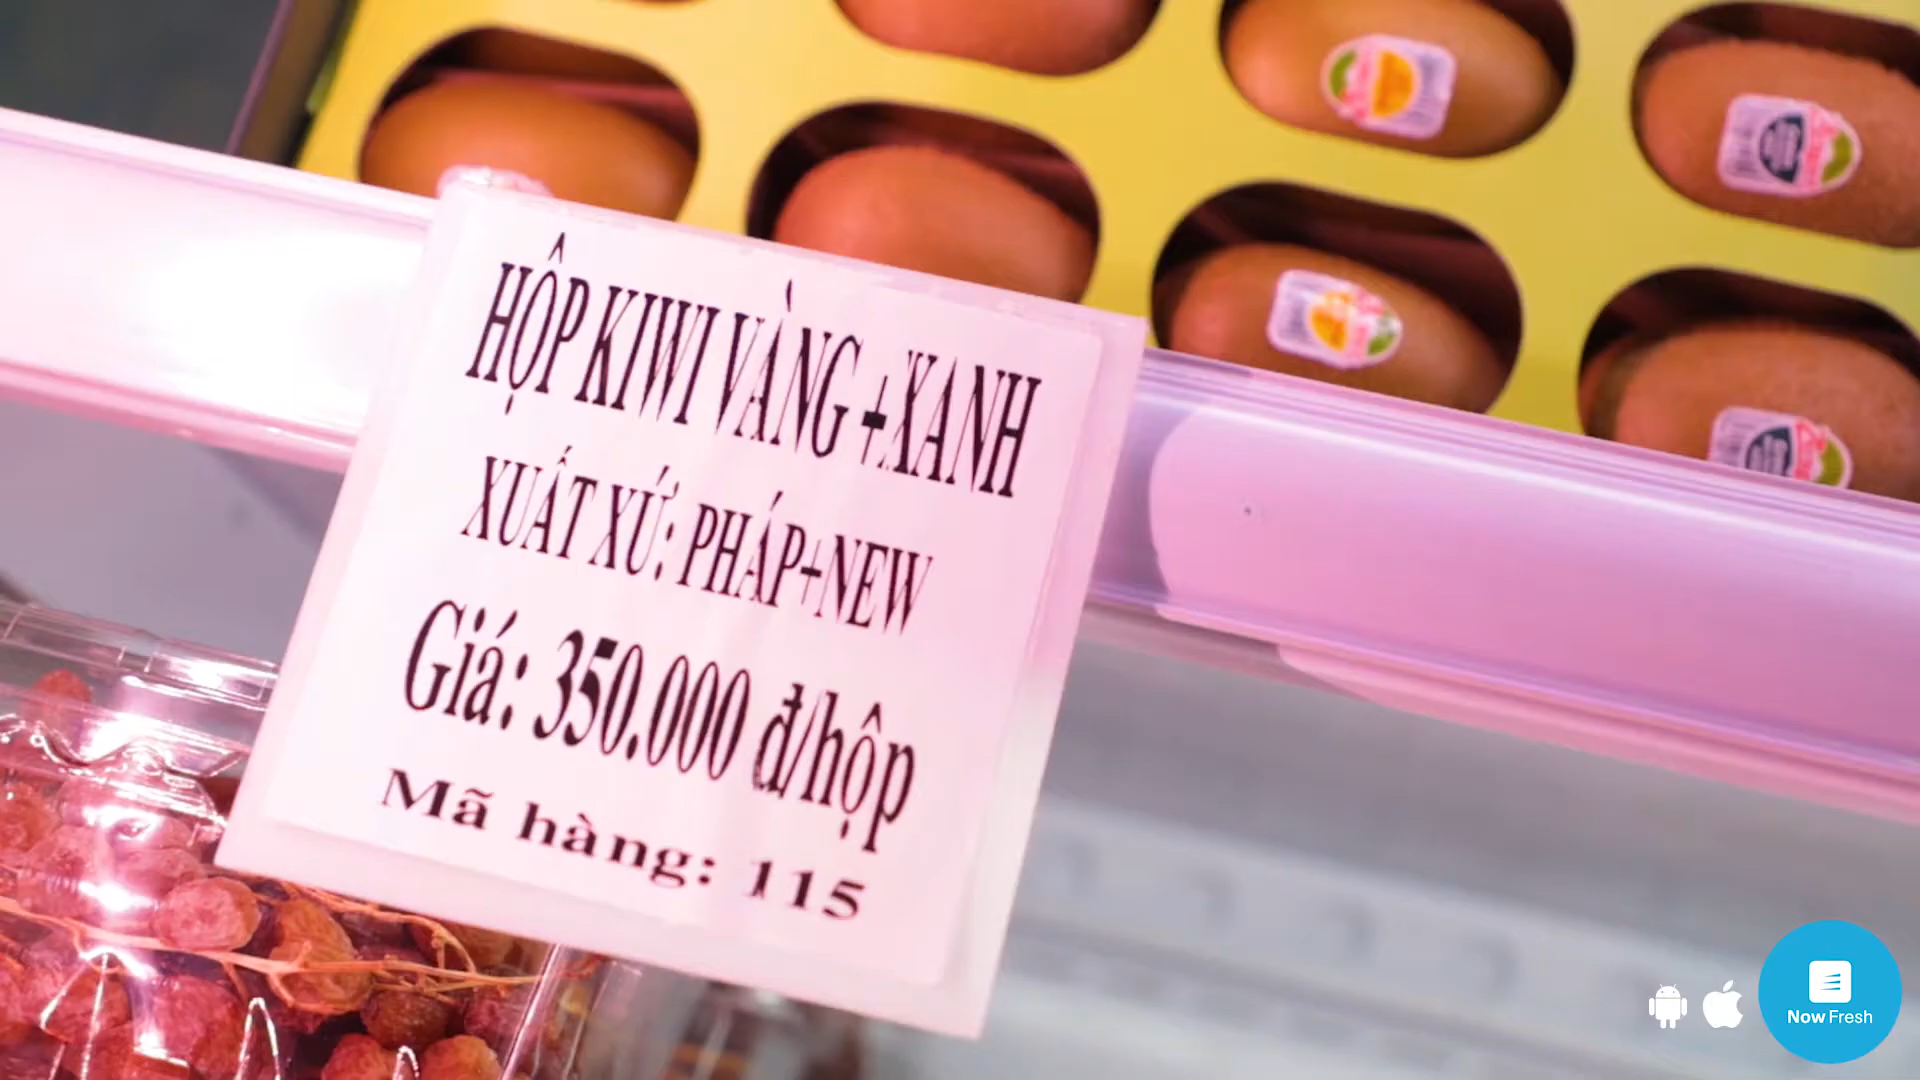 HỘP KIWI VÀNG +XANH
XUẤT XỨ: PHÁP+NEW
Giá: 350.000 đ/hộp
Mã hàng: 115
Now Fresh